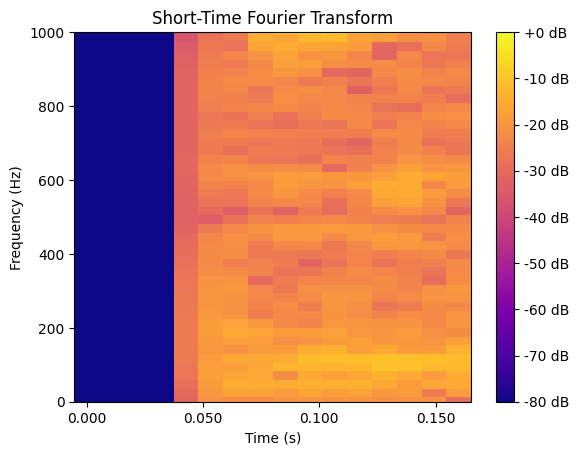 Short-Time Fourier Transform
1000
800
600
400
200
0
Frequency (Hz)
0.000
0.050
0.100
0.150
Time (s)
+0 dB
-10 dB
-20 dB
-30 dB
-40 dB
-50 dB
-60 dB
-70 dB
-80 dB